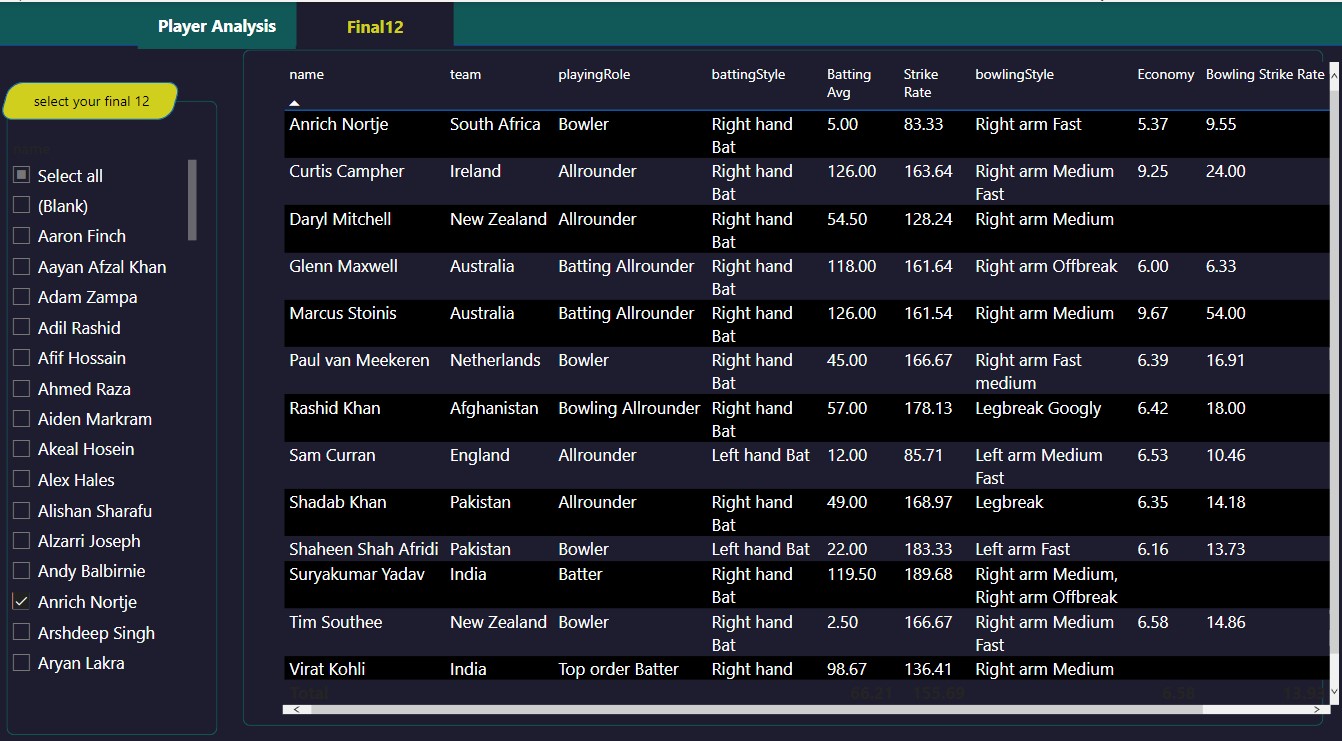 Player Analysis Final12
select your final 12
name
Select all
(Blank)
Aaron Finch
Aayan Afzal Khan
Adam Zampa
Adil Rashid
Afif Hossain
Ahmed Raza
Aiden Markram
Akeal Hosein
Alex Hales
Alishan Sharafu
Alzarri Joseph
Andy Balbirnie
Anrich Nortje
Arshdeep Singh
Aryan Lakra
name team playingRole battingStyle Batting Strike bowlingStyle Economy Bowling Strike Rate
Avg Rate
Anrich Nortje South Africa Bowler Right hand 5.00 83.33 Right arm Fast 5.37 9.55
Bat
Curtis Campher Ireland Allrounder Right hand 126.00 163.64 Right arm Medium 9.25 24.00
Bat Fast
Daryl Mitchell New Zealand Allrounder Right hand 54.50 128.24 Right arm Medium
Bat
Glenn Maxwell Australia Batting Allrounder Right hand 118.00 161.64 Right arm Offbreak 6.00 6.33
Bat
Marcus Stoinis Australia Batting Allrounder Right hand 126.00 161.54 Right arm Medium 9.67 54.00
Bat
Paul van Meekeren Netherlands Bowler Right hand 45.00 166.67 Right arm Fast 6.39 16.91
Bat medium
Rashid Khan Afghanistan Bowling Allrounder Right hand 57.00 178.13 Legbreak Googly 6.42 18.00
Bat
Sam Curran England Allrounder Left hand Bat 12.00 85.71 Left arm Medium 6.53 10.46
Fast
Shadab Khan Pakistan Allrounder Right hand 49.00 168.97 Legbreak 6.35 14.18
Bat
Shaheen Shah Afridi Pakistan Bowler Left hand Bat 22.00 183.33 Left arm Fast 6.16 13.73
Suryakumar Yadav India Batter Right hand 119.50 189.68 Right arm Medium,
Bat Right arm Offbreak
Tim Southee New Zealand Bowler Right hand 2.50 166.67 Right arm Medium 6.58 14.86
Bat Fast
Virat Kohli India Top order Batter Right hand 98.67 136.41 Right arm Medium
Total 66.21 6.58